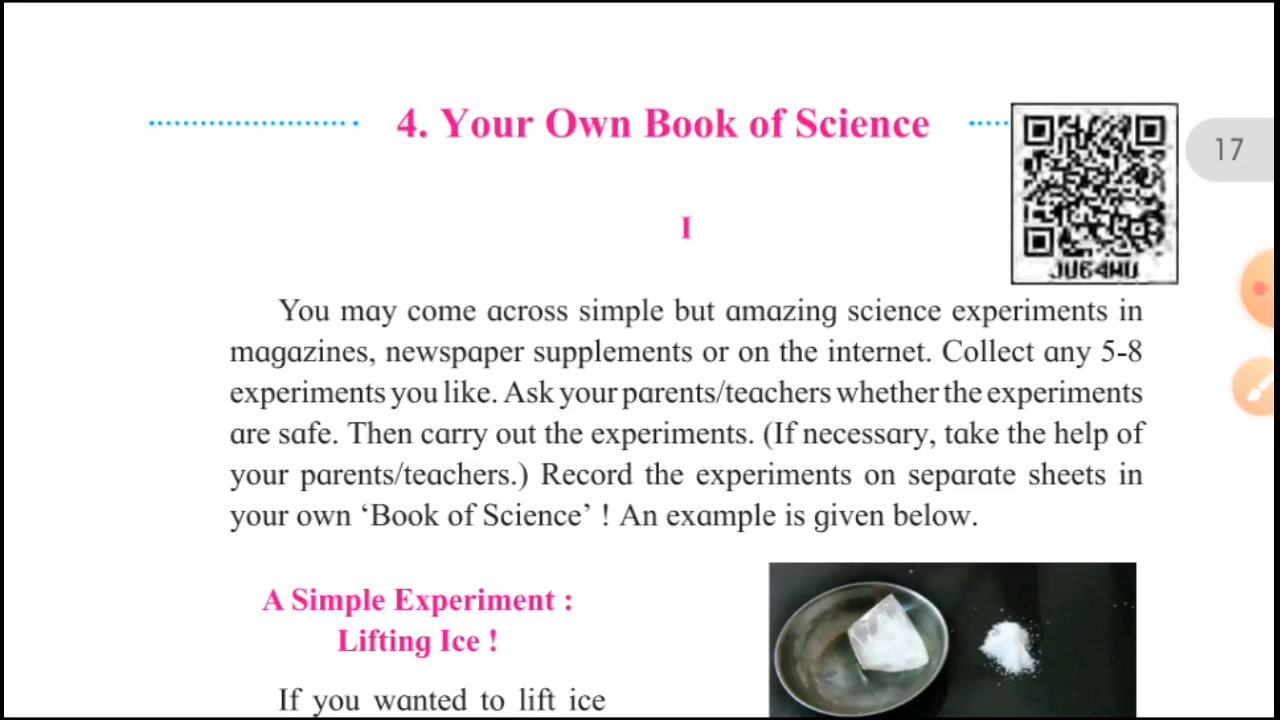 4. Your Own Book of Science
17
I
JU64WU
You may come across simple but amazing science experiments in
magazines, newspaper supplements or on the internet. Collect any 5-8
experiments you like. Ask your parents/teachers whether the experiments
are safe. Then carry out the experiments. (If necessary, take the help of
your parents/teachers.) Record the experiments on separate sheets in
your own ‘Book of Science’ ! An example is given below.
A Simple Experiment :
Lifting Ice !
If you wanted to lift ice